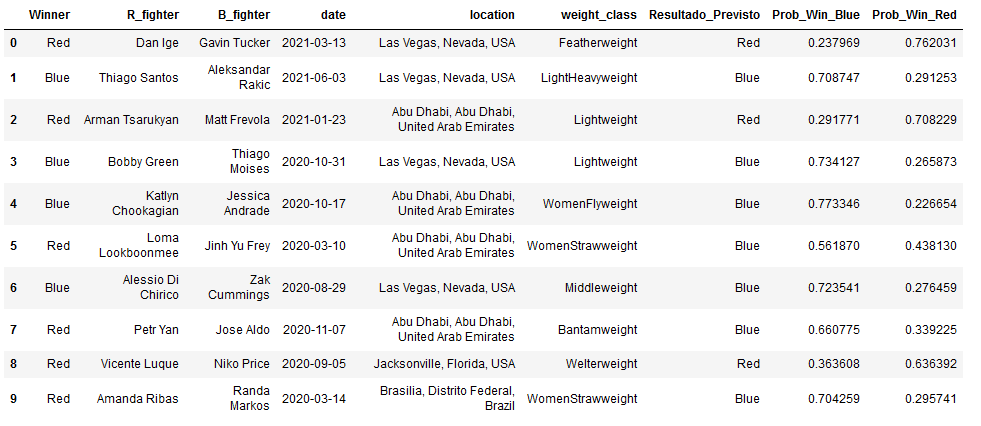 Winner R_fighter B_fighter date location weight_class Resultado_Previsto Prob_Win_Blue Prob_Win_Red
0 Red Dan Ige Gavin Tucker 2021-03-13 Las Vegas, Nevada, USA Featherweight Red 0.237969 0.762031
1 Blue Thiago Santos Aleksandar Rakic 2021-06-03 Las Vegas, Nevada, USA LightHeavyweight Blue 0.708747 0.291253
2 Red Arman Tsarukyan Matt Frevola 2021-01-23 Abu Dhabi, Abu Dhabi, United Arab Emirates Lightweight Red 0.291771 0.708229
3 Blue Bobby Green Thiago Moises 2020-10-31 Las Vegas, Nevada, USA Lightweight Blue 0.734127 0.265873
4 Blue Katlyn Chookagian Jessica Andrade 2020-10-17 Abu Dhabi, Abu Dhabi, United Arab Emirates WomenFlyweight Blue 0.773346 0.226654
5 Red Loma Lookboonmee Jinh Yu Frey 2020-03-10 Abu Dhabi, Abu Dhabi, United Arab Emirates WomenStrawweight Blue 0.561870 0.438130
6 Blue Alessio Di Chirico Zak Cummings 2020-08-29 Las Vegas, Nevada, USA Middleweight Blue 0.723541 0.276459
7 Red Petr Yan Jose Aldo 2020-11-07 Abu Dhabi, Abu Dhabi, United Arab Emirates Bantamweight Blue 0.660775 0.339225
8 Red Vicente Luque Niko Price 2020-09-05 Jacksonville, Florida, USA Welterweight Red 0.363608 0.636392
9 Red Amanda Ribas Randa Markos 2020-03-14 Brasilia, Distrito Federal, Brazil WomenStrawweight Blue 0.704259 0.295741